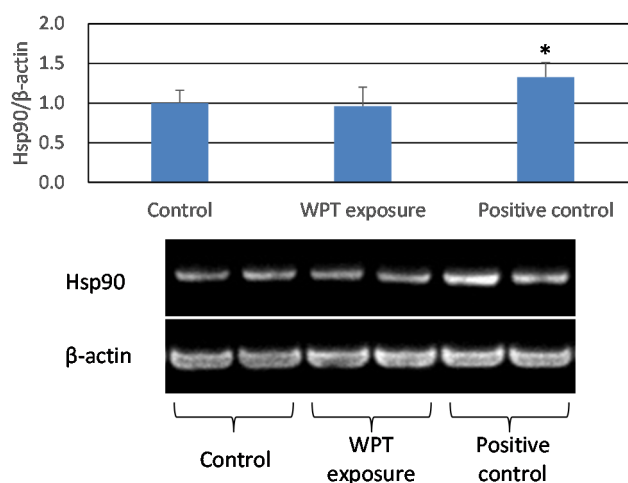 2.0
1.5
1.0
0.5
0.0
Hsp90/β-actin
*
Control WPT exposure Positive control
Hsp90
β-actin
Control WPT exposure Positive control